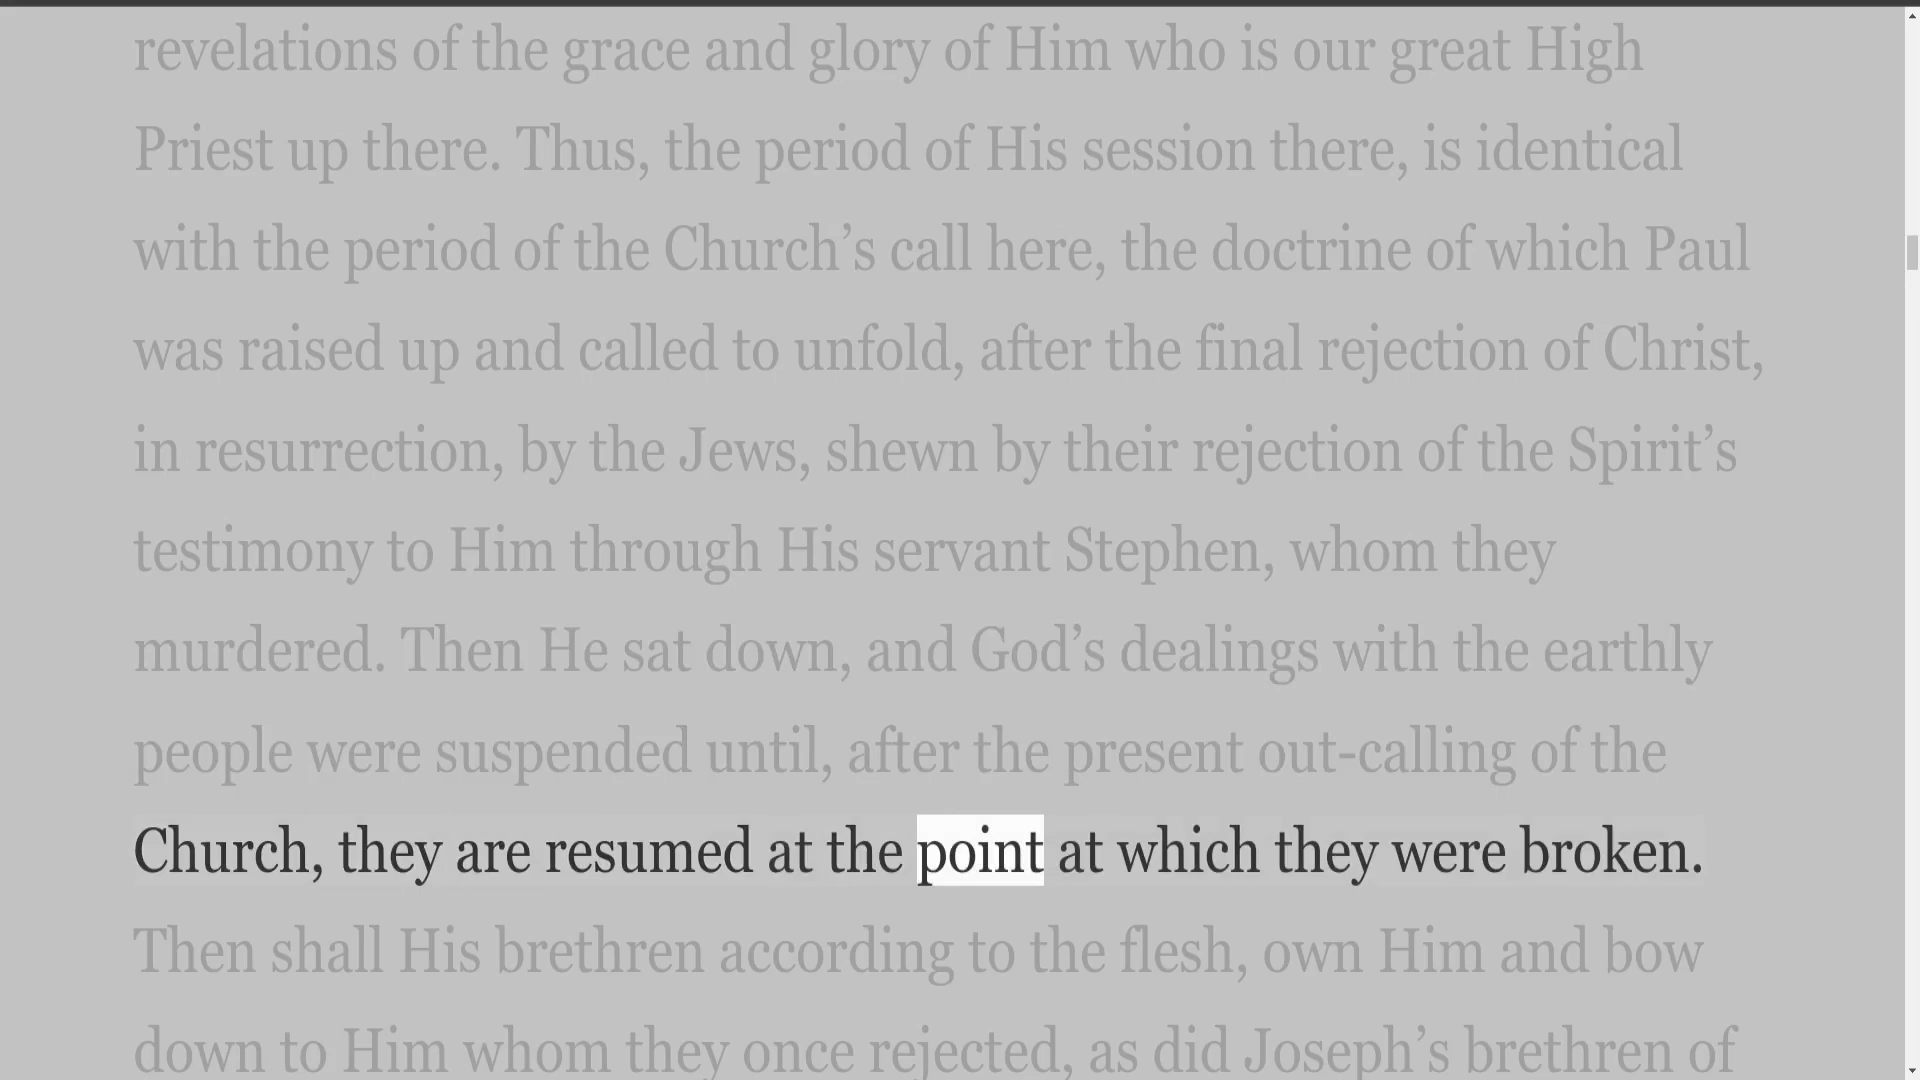 revelations of the grace and glory of Him who is our great High
Priest up there. Thus, the period of His session there, is identical
with the period of the Church’s call here, the doctrine of which Paul
was raised up and called to unfold, after the final rejection of Christ,
in resurrection, by the Jews, shewn by their rejection of the Spirit’s
testimony to Him through His servant Stephen, whom they
murdered. Then He sat down, and God’s dealings with the earthly
people were suspended until, after the present out-calling of the
Church, they are resumed at the point at which they were broken.
Then shall His brethren according to the flesh, own Him and bow
down to Him whom they once rejected, as did Joseph’s brethren of